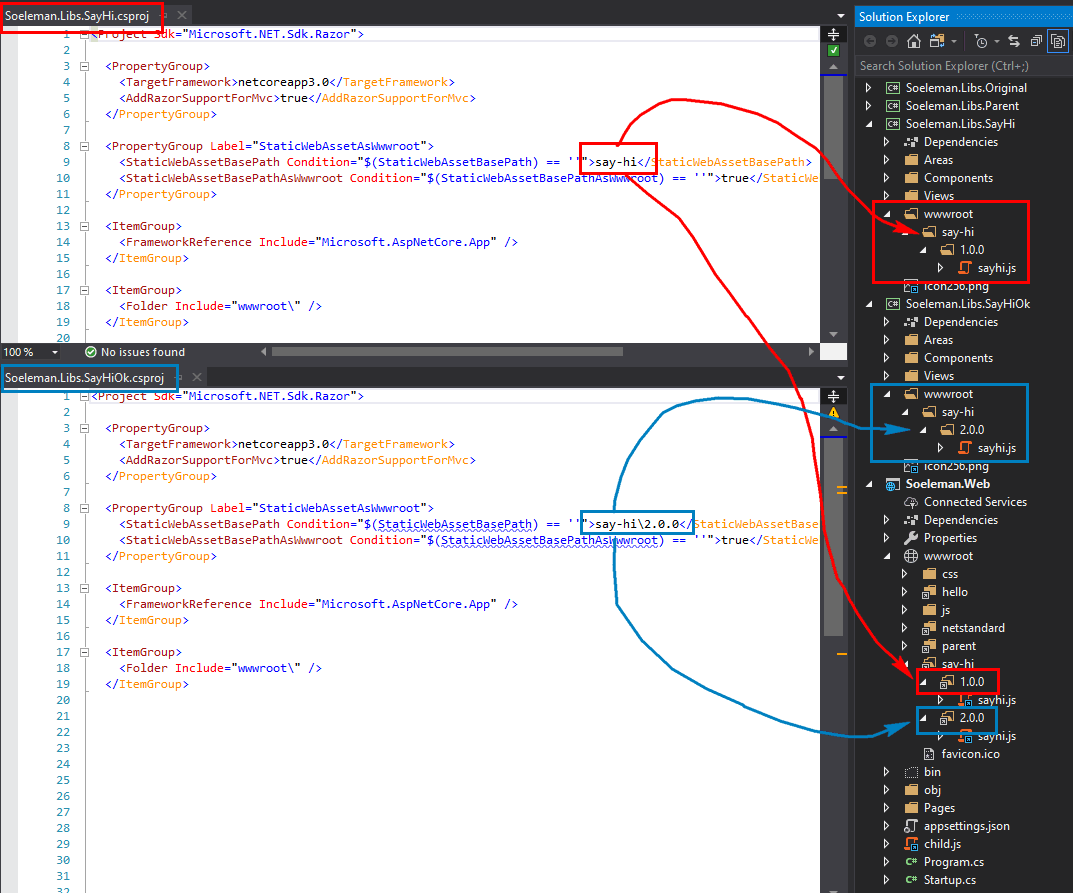 Soeleman.Libs.SayHi.csproj
1 <Project Sdk="Microsoft.NET.Sdk.Razor">
2
3 <PropertyGroup>
4 <TargetFramework>netcoreapp3.0</TargetFramework>
5 <AddRazorSupportForMvc>true</AddRazorSupportForMvc>
6 </PropertyGroup>
7
8 <PropertyGroup Label="StaticWebAssetAsWwwroot">
9 <StaticWebAssetBasePath Condition="$(StaticWebAssetBasePath) == ''">say-hi</StaticWebAssetBasePath>
10 <StaticWebAssetBasePathAsWwwroot Condition="$(StaticWebAssetBasePathAsWwwroot) == ''">true</StaticWe
11 </PropertyGroup>
12
13 <ItemGroup>
14 <FrameworkReference Include="Microsoft.AspNetCore.App" />
15 </ItemGroup>
16
17 <ItemGroup>
18 <Folder Include="wwwroot\" />
19 </ItemGroup>
20
100 % No issues found
Soeleman.Libs.SayHiOk.csproj
1 <Project Sdk="Microsoft.NET.Sdk.Razor">
2
3 <PropertyGroup>
4 <TargetFramework>netcoreapp3.0</TargetFramework>
5 <AddRazorSupportForMvc>true</AddRazorSupportForMvc>
6 </PropertyGroup>
7
8 <PropertyGroup Label="StaticWebAssetAsWwwroot">
9 <StaticWebAssetBasePath Condition="$(StaticWebAssetBasePath) == ''">say-hi\2.0.0</StaticWebAssetBase
10 <StaticWebAssetBasePathAsWwwroot Condition="$(StaticWebAssetBasePathAsWwwroot) == ''">true</StaticWe
11 </PropertyGroup>
12
13 <ItemGroup>
14 <FrameworkReference Include="Microsoft.AspNetCore.App" />
15 </ItemGroup>
16
17 <ItemGroup>
18 <Folder Include="wwwroot\" />
19 </ItemGroup>
20
21
22
23
24
25
26
27
28
29
30
31
32
Solution Explorer
Search Solution Explorer (Ctrl+;)
C# Soeleman.Libs.Original
C# Soeleman.Libs.Parent
C# Soeleman.Libs.SayHi
Dependencies
Areas
Components
Views
wwwroot
say-hi
1.0.0
sayhi.js
icon256.png
C# Soeleman.Libs.SayHiOk
Dependencies
Areas
Components
Views
wwwroot
say-hi
2.0.0
sayhi.js
icon256.png
Soeleman.Web
Connected Services
Dependencies
Properties
wwwroot
css
hello
js
netstandard
parent
say-hi
1.0.0
sayhi.js
2.0.0
sayhi.js
favicon.ico
bin
obj
Pages
appsettings.json
child.js
C# Program.cs
C# Startup.cs